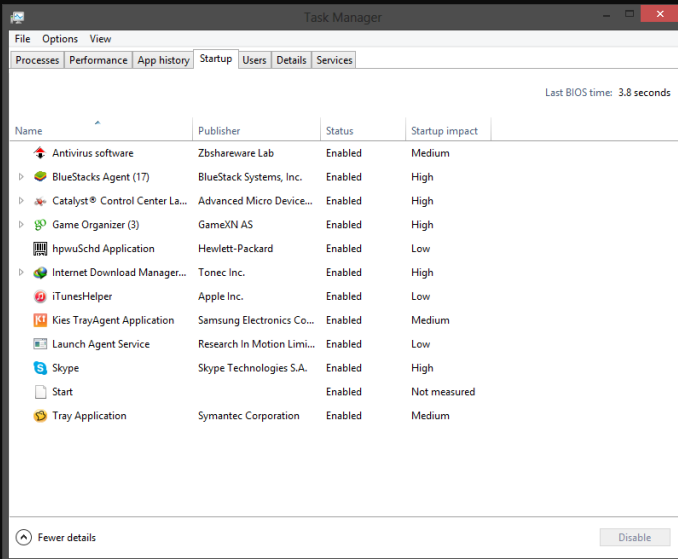 Task Manager
File Options View
Processes Performance App history Startup Users Details Services
Last BIOS time: 3.8 seconds
Name Publisher Status Startup impact
Antivirus software Zbshareware Lab Enabled Medium
BlueStacks Agent (17) BlueStack Systems, Inc. Enabled High
Catalyst® Control Center La... Advanced Micro Device... Enabled High
Game Organizer (3) GameXN AS Enabled High
hpwuSchd Application Hewlett-Packard Enabled Low
Internet Download Manager... Tonec Inc. Enabled High
iTunesHelper Apple Inc. Enabled Low
Kies TrayAgent Application Samsung Electronics Co... Enabled Medium
Launch Agent Service Research In Motion Limi... Enabled Low
Skype Skype Technologies S.A. Enabled High
Start Enabled Not measured
Tray Application Symantec Corporation Enabled Medium
Fewer details Disable